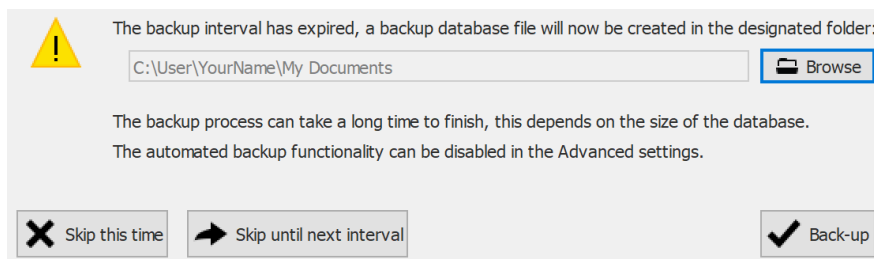 The backup interval has expired, a backup database file will now be created in the designated folder:
C:\User\YourName\My Documents
Browse
The backup process can take a long time to finish, this depends on the size of the database.
The automated backup functionality can be disabled in the Advanced settings.
Skip this time
Skip until next interval
Back-up